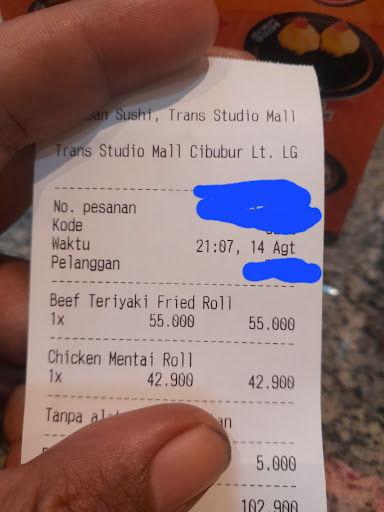 Sushi, Trans Studio Mall
Trans Studio Mall Cibubur Lt. LG
No. pesanan
Kode
Waktu 21:07, 14 Agt
Pelanggan
Beef Teriyaki Fried Roll
1x 55.000 55.000
Chicken Mentai Roll
1x 42.900 42.900
Tanpa
5.000
102.900